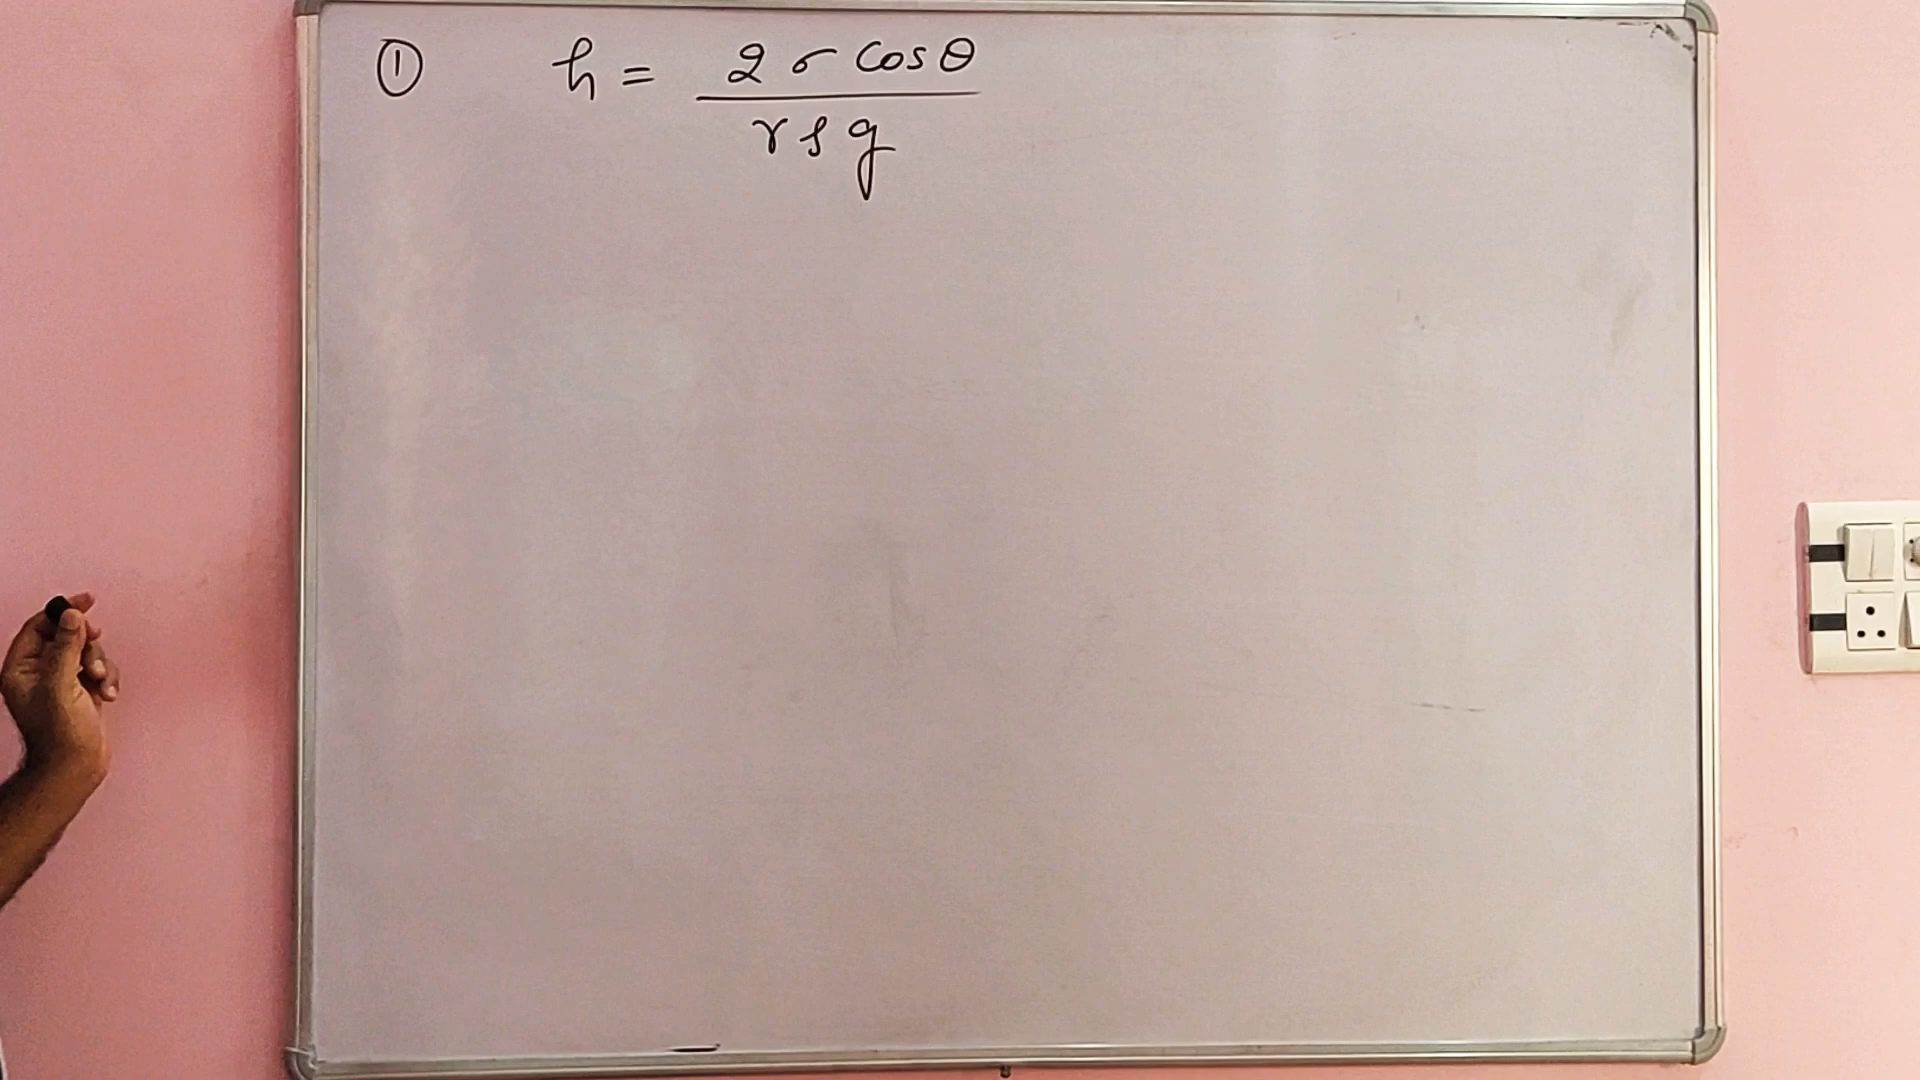 ① h = 2 σ cosθ / r ρ g